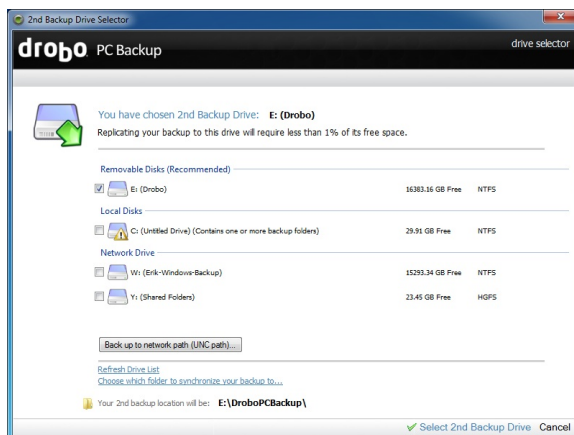 2nd Backup Drive Selector
drobo PC Backup
drive selector
You have chosen 2nd Backup Drive: E: (Drobo)
Replicating your backup to this drive will require less than 1% of its free space.
Removable Disks (Recommended)
E: (Drobo) 16383.16 GB Free NTFS
Local Disks
C: (Untitled Drive) (Contains one or more backup folders) 29.91 GB Free NTFS
Network Drive
W: (Erik-Windows-Backup) 15293.34 GB Free NTFS
Y: (Shared Folders) 23.45 GB Free HGFS
Back up to network path (UNC path)...
Refresh Drive List
Choose which folder to synchronize your backup to...
Your 2nd backup location will be: E:\DroboPCBackup\
Select 2nd Backup Drive Cancel